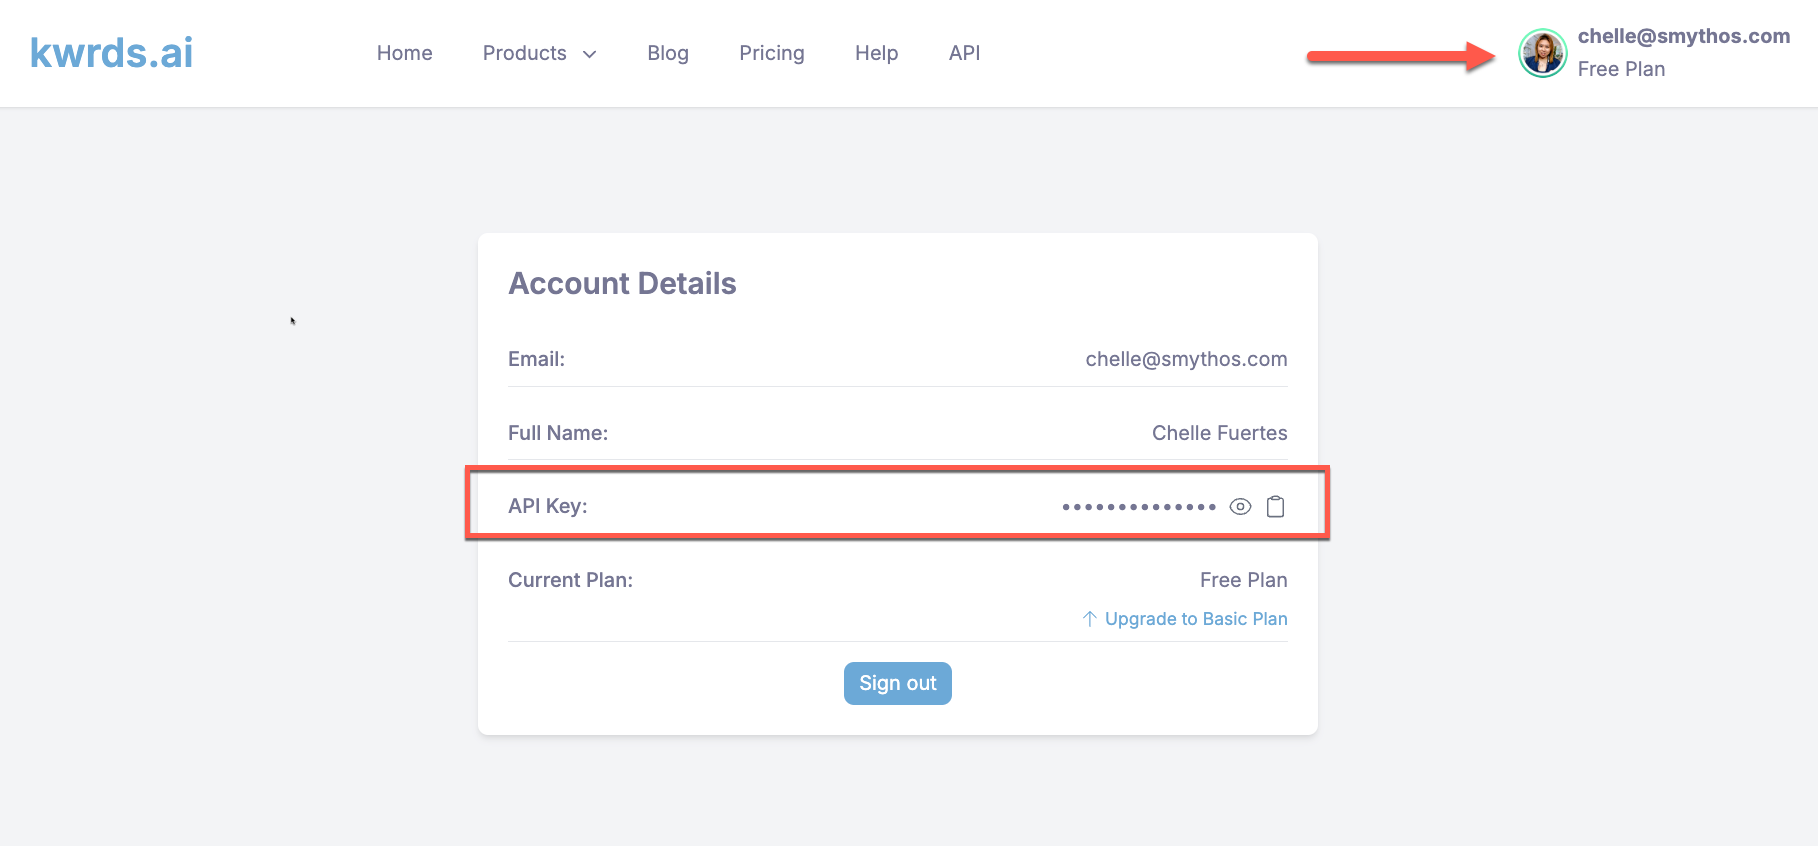 kwrds.ai
Home Products Blog Pricing Help API
chelle@smythos.com
Free Plan
Account Details
Email: chelle@smythos.com
Full Name: Chelle Fuertes
API Key: ••••••••••••••
Current Plan: Free Plan
↑ Upgrade to Basic Plan
Sign out